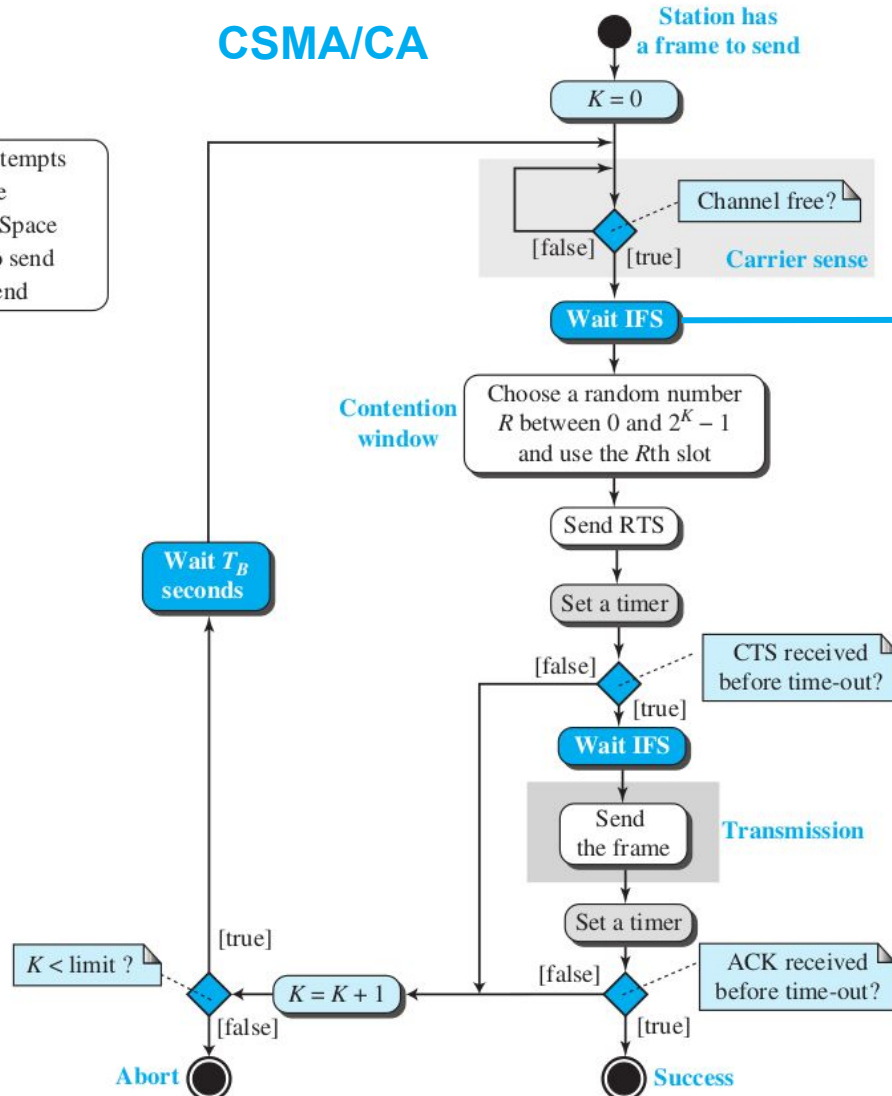 CSMA/CA
Station has
a frame to send
K = 0
tempts
e
Space
o send
end
Channel free?
[false]
[true]
Carrier sense
Wait IFS
Contention
window
Choose a random number
R between 0 and 2^K − 1
and use the Rth slot
Send RTS
Wait T_B
seconds
Set a timer
[false]
CTS received
before time-out?
[true]
Wait IFS
Send
the frame
Transmission
Set a timer
[true]
K < limit ?
K = K + 1
[false]
ACK received
before time-out?
[false]
[true]
Abort
Success